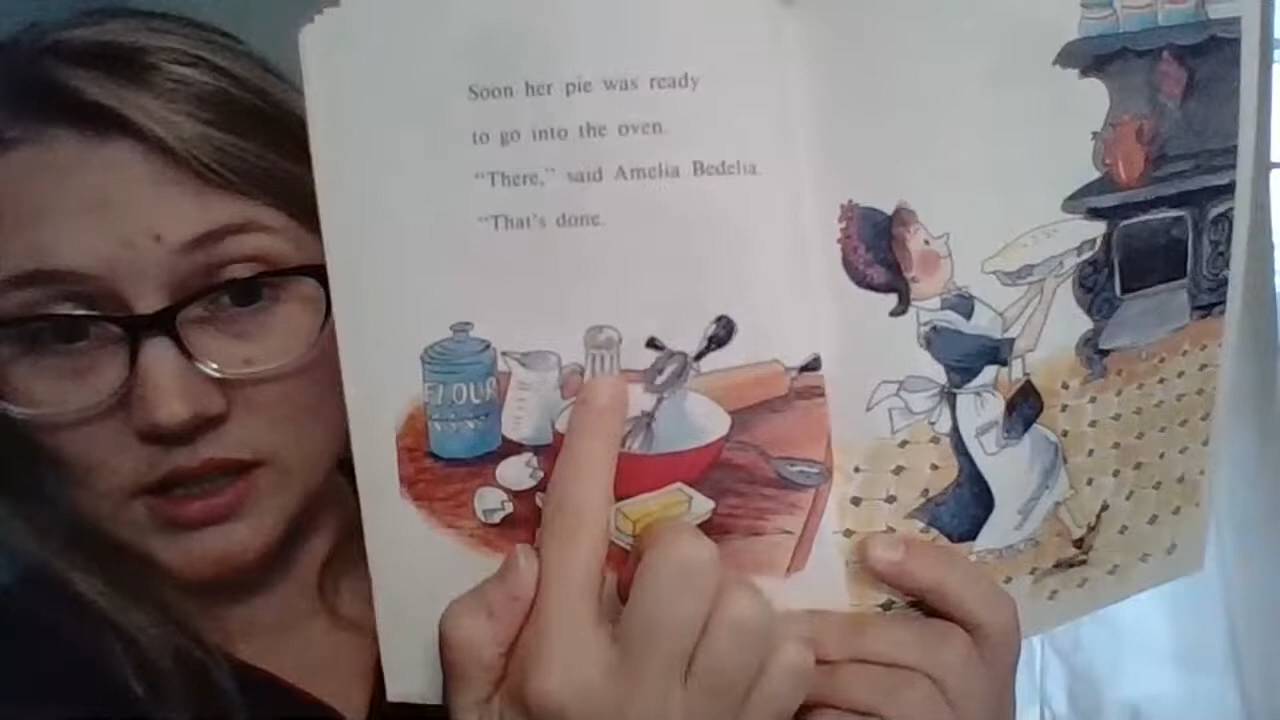 Soon her pie was ready
to go into the oven.
"There," said Amelia Bedelia.
"That's done.
FLOUR